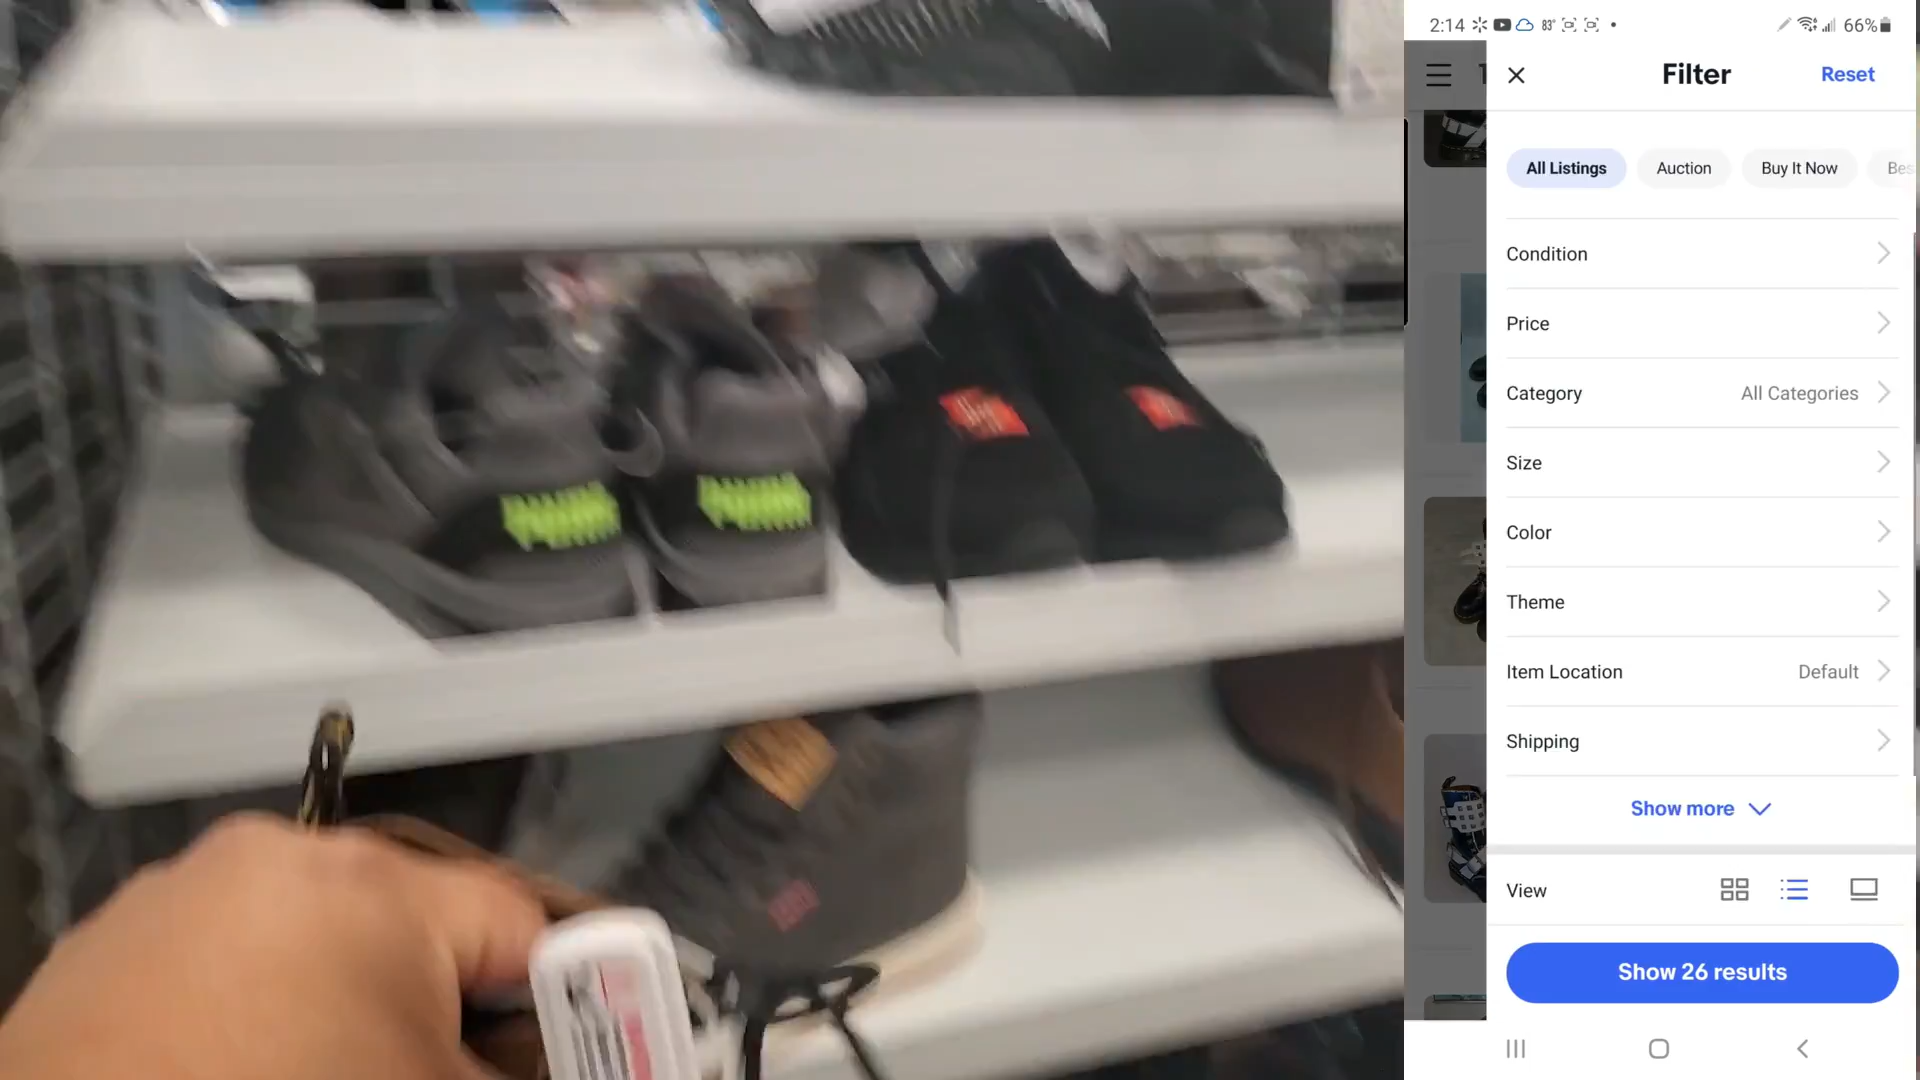 2:14
83°
66%
Filter
Reset
All Listings
Auction
Buy It Now
Bes
Condition
Price
Category
All Categories
Size
Color
Theme
Item Location
Default
Shipping
Show more
View
Show 26 results